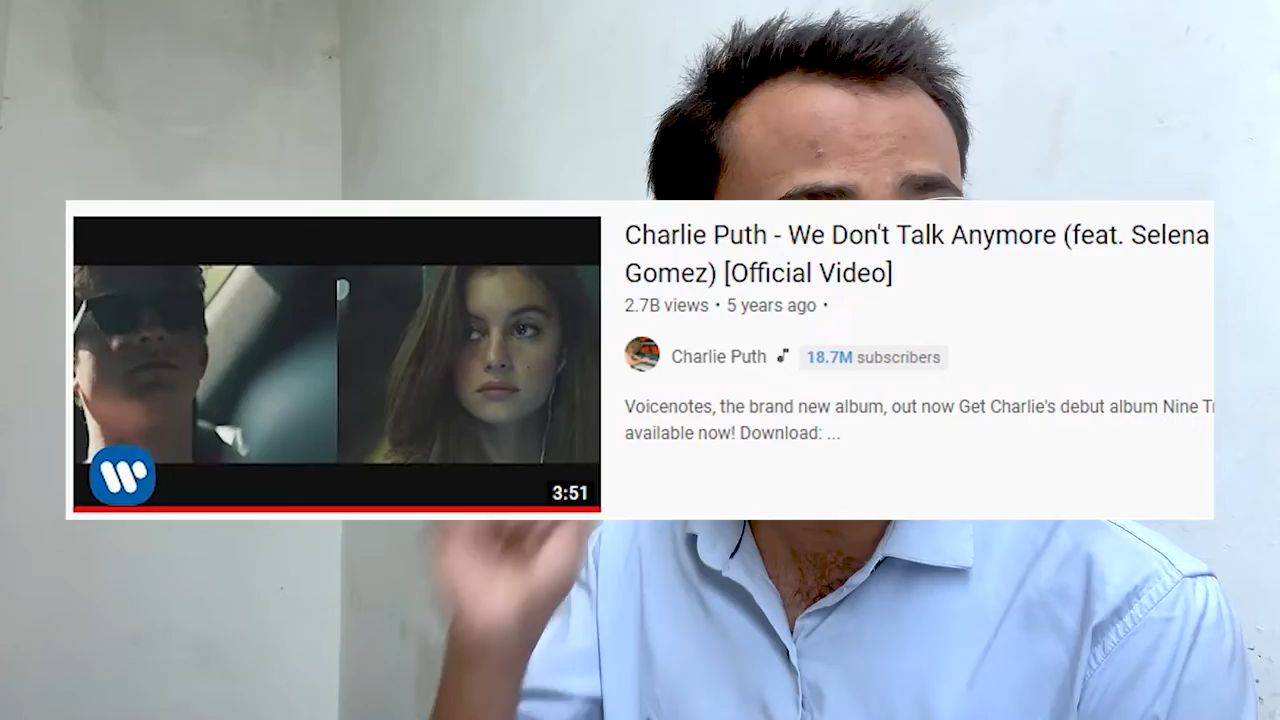 Charlie Puth - We Don't Talk Anymore (feat. Selena
Gomez) [Official Video]
2.7B views • 5 years ago •
Charlie Puth 18.7M subscribers
Voicenotes, the brand new album, out now Get Charlie's debut album Nine
available now! Download: ...
3:51